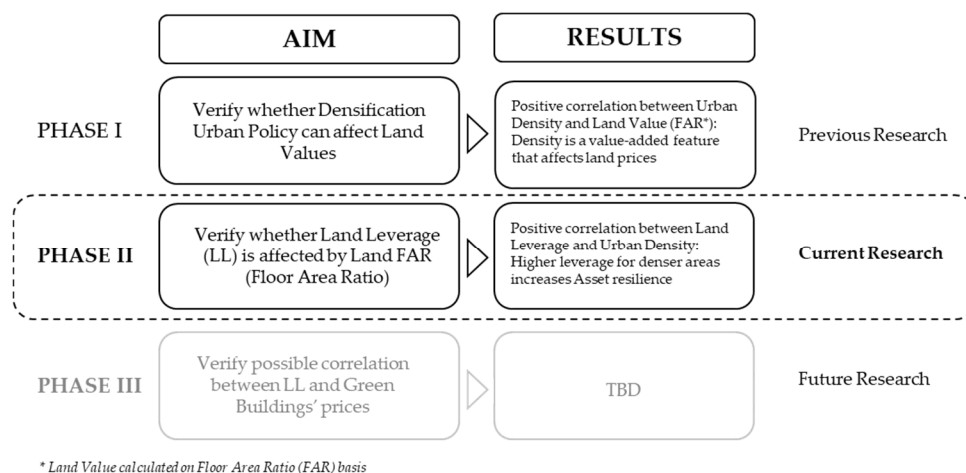 AIM
RESULTS
PHASE I
Verify whether Densification
Urban Policy can affect Land
Values
Positive correlation between Urban
Density and Land Value (FAR*):
Density is a value-added feature
that affects land prices
Previous Research
PHASE II
Verify whether Land Leverage
(LL) is affected by Land FAR
(Floor Area Ratio)
Positive correlation between Land
Leverage and Urban Density:
Higher leverage for denser areas
increases Asset resilience
Current Research
PHASE III
Verify possible correlation
between LL and Green
Buildings' prices
TBD
Future Research
* Land Value calculated on Floor Area Ratio (FAR) basis